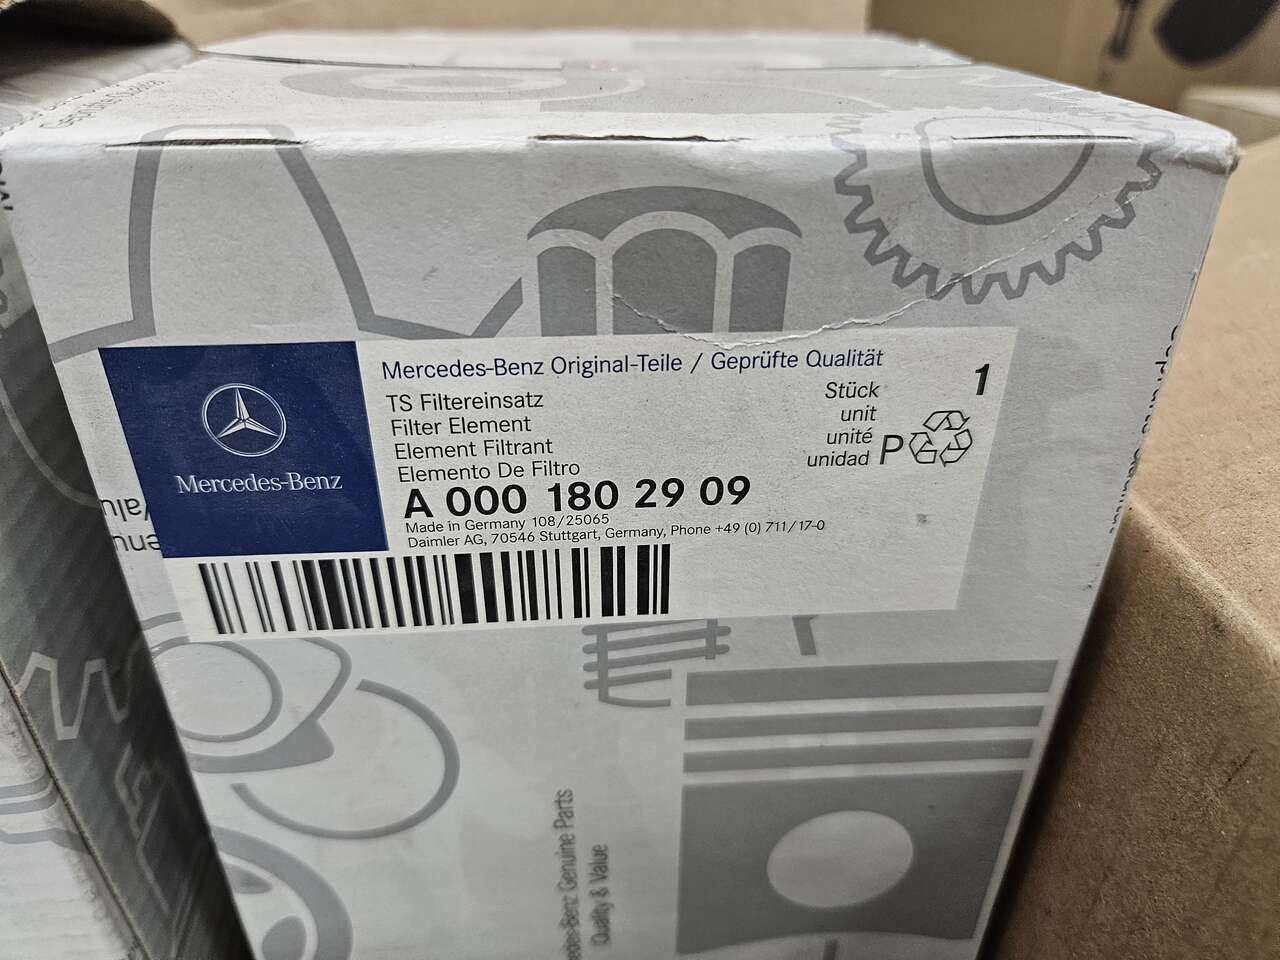 Geprüfte Qualität
Mercedes-Benz
Mercedes-Benz Original-Teile / Geprüfte Qualität
TS Filtereinsatz
Filter Element
Element Filtrant
Elemento De Filtro
A 000 180 29 09
Made in Germany 108/25065
Daimler AG, 70546 Stuttgart, Germany, Phone +49 (0) 711/17-0
Stück 1
unit
unité
unidad P
Genuine Parts
Quality & Value